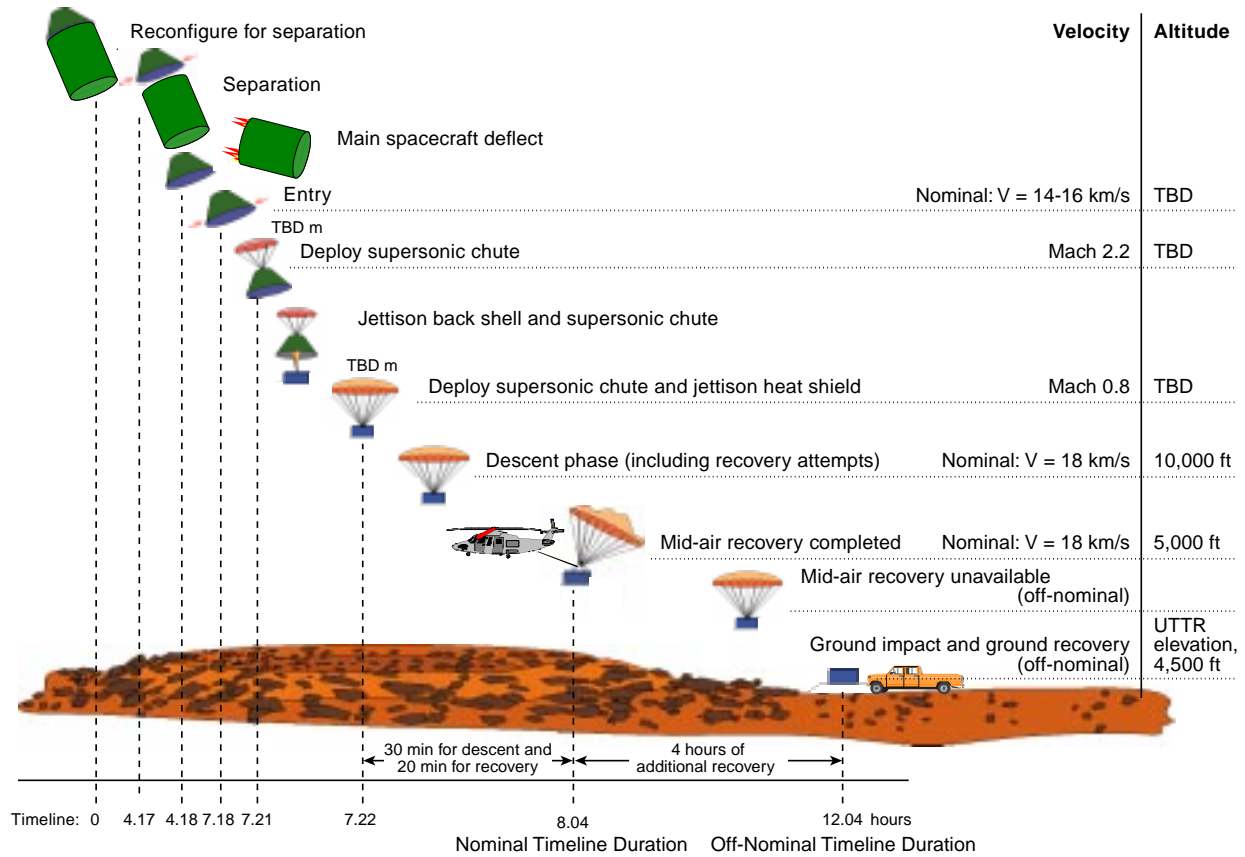 Reconfigure for separation
Velocity
Altitude
Separation
Main spacecraft deflect
Entry
Nominal: V = 14-16 km/s
TBD
TBD m
Deploy supersonic chute
Mach 2.2
TBD
Jettison back shell and supersonic chute
TBD m
Deploy supersonic chute and jettison heat shield
Mach 0.8
TBD
Descent phase (including recovery attempts)
Nominal: V = 18 km/s
10,000 ft
Mid-air recovery completed
Nominal: V = 18 km/s
5,000 ft
Mid-air recovery unavailable
(off-nominal)
Ground impact and ground recovery
(off-nominal)
UTTR
elevation,
4,500 ft
30 min for descent and
20 min for recovery
4 hours of
additional recovery
Timeline: 0 4.17 4.18 7.18 7.21 7.22 8.04 12.04 hours
Nominal Timeline Duration
Off-Nominal Timeline Duration